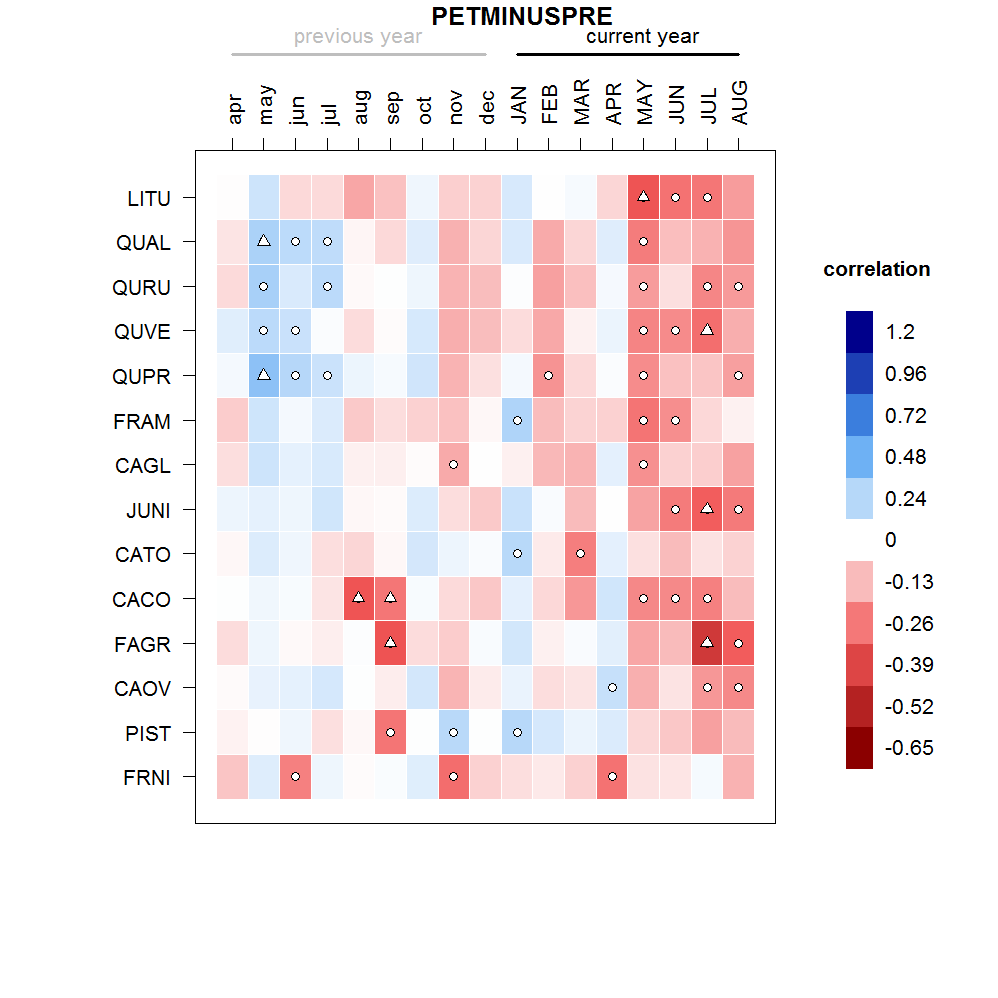 PETMINUSPRE
previous year current year
apr may jun jul aug sep oct nov dec JAN FEB MAR APR MAY JUN JUL AUG
LITU
QUAL
QURU
QUVE
QUPR
FRAM
CAGL
JUNI
CATO
CACO
FAGR
CAOV
PIST
FRNI
correlation
1.2
0.96
0.72
0.48
0.24
0
-0.13
-0.26
-0.39
-0.52
-0.65